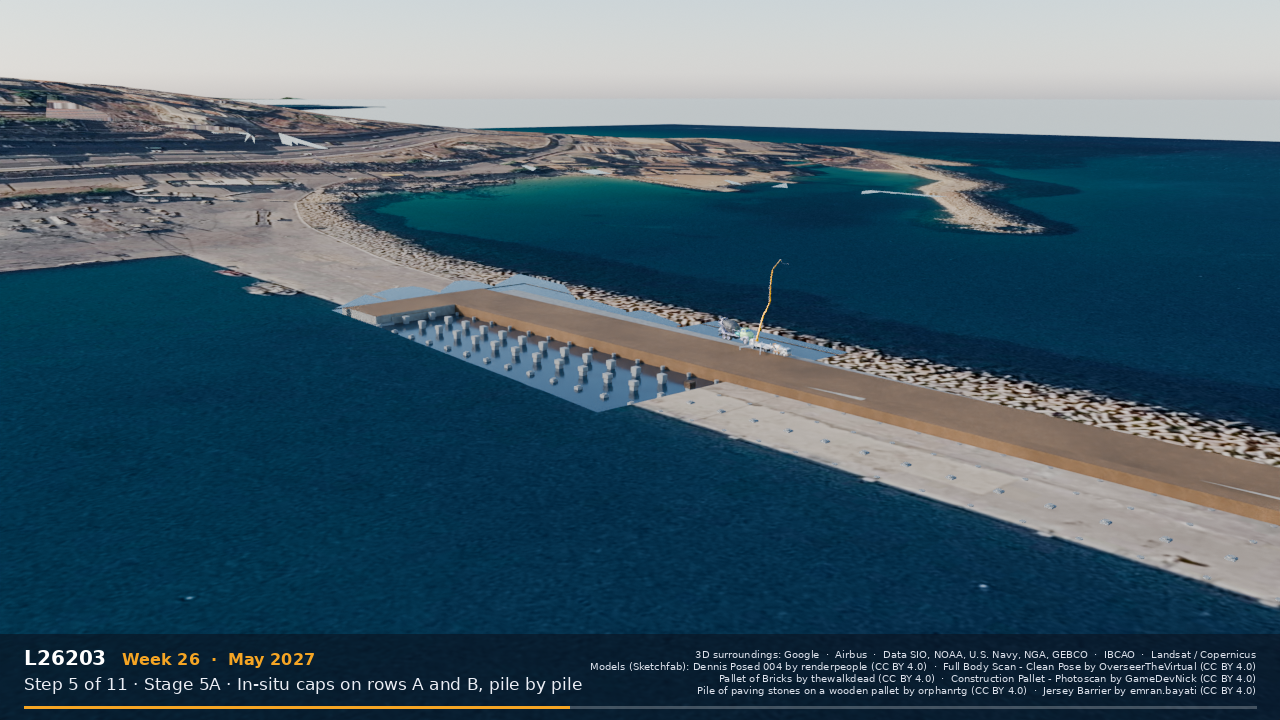 L26203 Week 26 · May 2027
Step 5 of 11 · Stage 5A · In-situ caps on rows A and B, pile by pile
3D surroundings: Google · Airbus · Data SIO, NOAA, U.S. Navy, NGA, GEBCO · IBCAO · Landsat / Copernicus
Models (Sketchfab): Dennis Posed 004 by renderpeople (CC BY 4.0) · Full Body Scan - Clean Pose by OverseerTheVirtual (CC BY 4.0)
Pallet of Bricks by thewalkdead (CC BY 4.0) · Construction Pallet - Photoscan by GameDevNick (CC BY 4.0)
Pile of paving stones on a wooden pallet by orphanrtg (CC BY 4.0) · Jersey Barrier by emran.bayati (CC BY 4.0)